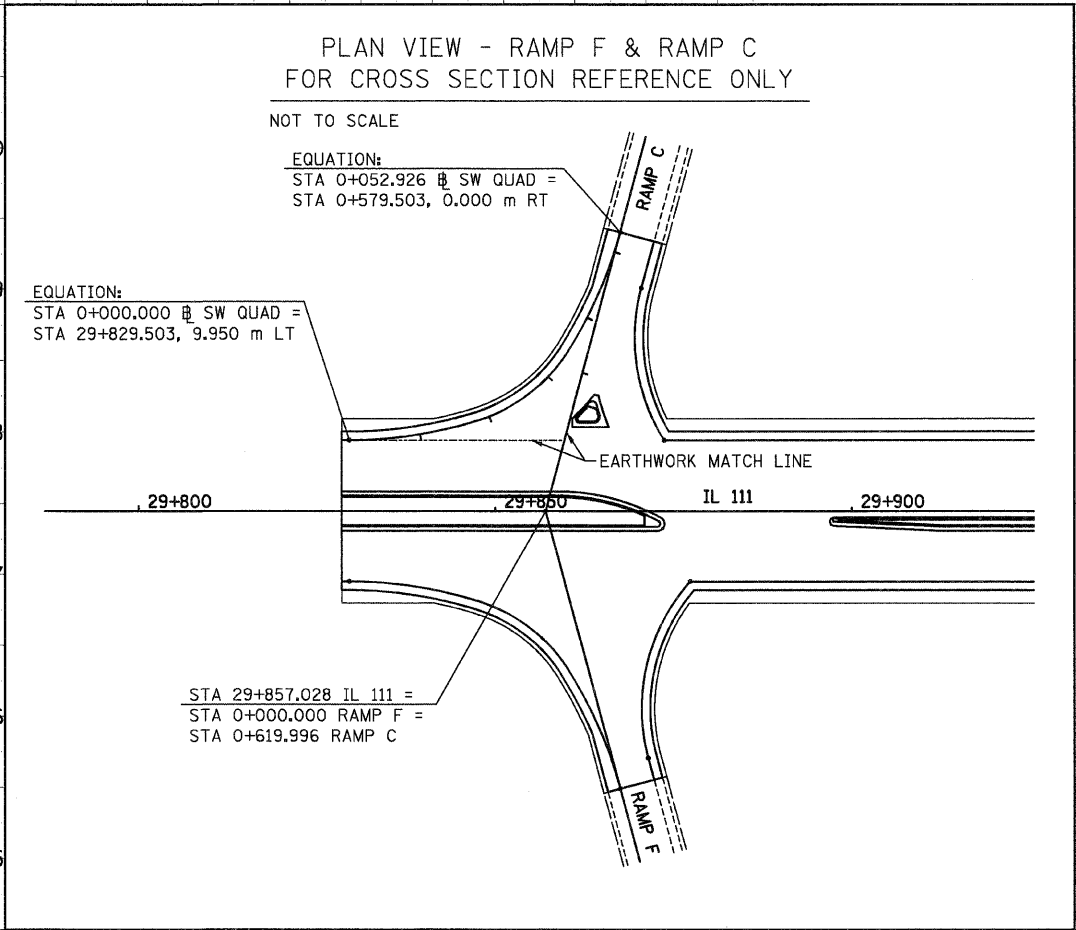 PLAN VIEW - RAMP F & RAMP C
FOR CROSS SECTION REFERENCE ONLY
NOT TO SCALE
EQUATION:
STA 0+052.926 ⅊ SW QUAD =
STA 0+579.503, 0.000 m RT
RAMP C
EQUATION:
STA 0+000.000 ⅊ SW QUAD =
STA 29+829.503, 9.950 m LT
EARTHWORK MATCH LINE
29+800
29+850
IL 111
29+900
STA 29+857.028 IL 111 =
STA 0+000.000 RAMP F =
STA 0+619.996 RAMP C
RAMP F